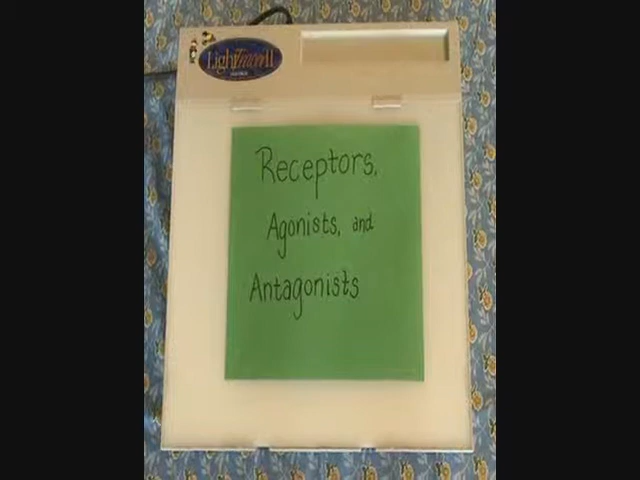 LightTracer II
Receptors,
Agonists, and
Antagonists